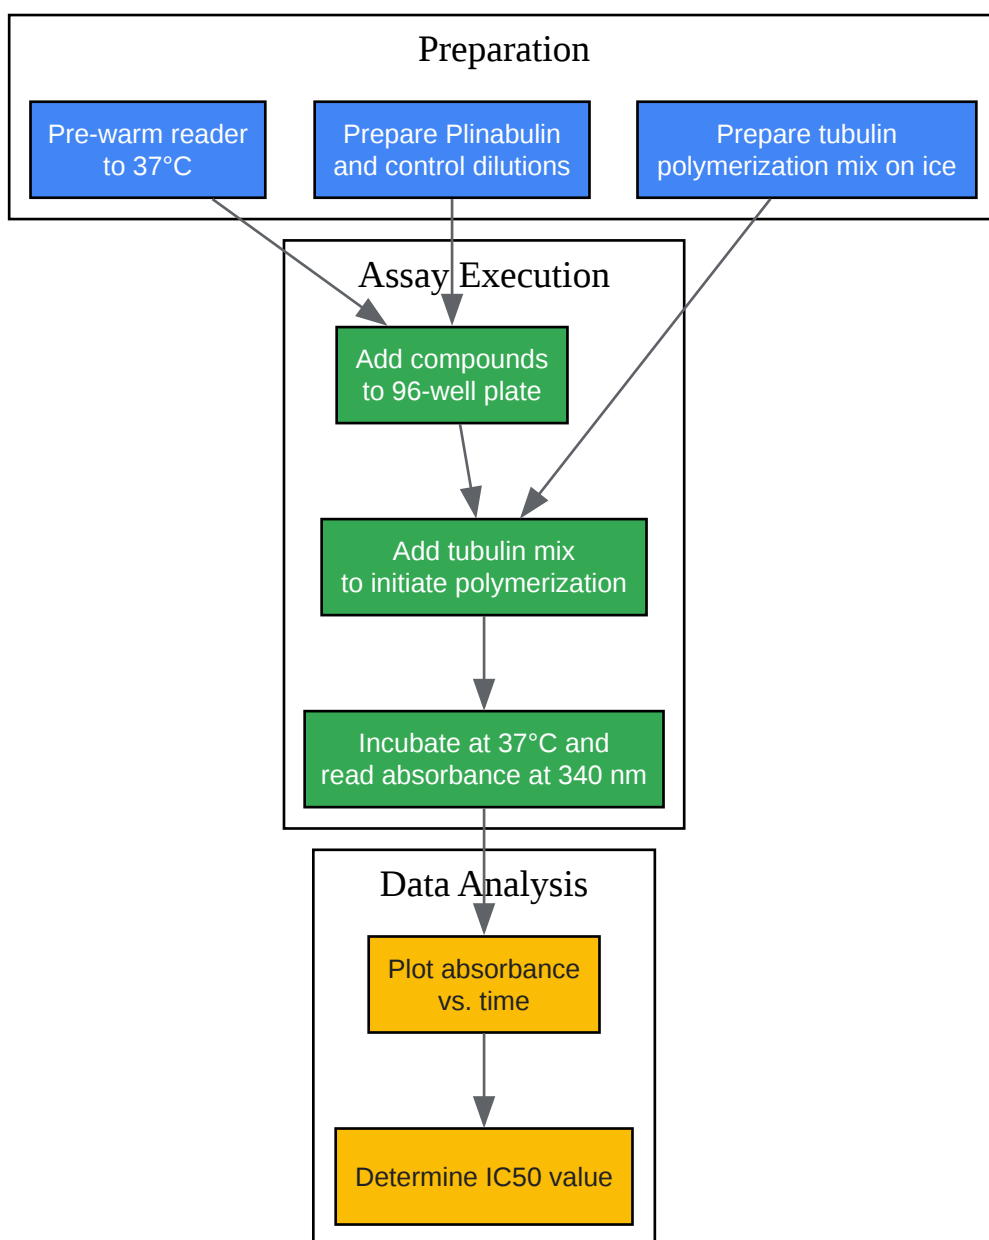 Preparation
Pre-warm reader
to 37°C
Prepare Plinabulin
and control dilutions
Prepare tubulin
polymerization mix on ice
Assay Execution
Add compounds
to 96-well plate
Add tubulin mix
to initiate polymerization
Incubate at 37°C and
read absorbance at 340 nm
Data Analysis
Plot absorbance
vs. time
Determine IC50 value